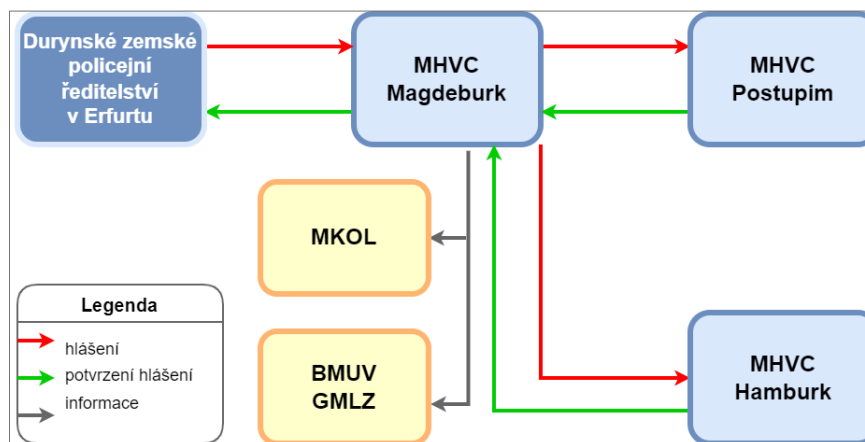 Durynské zemské
policejní
ředitelství
v Erfurtu
MHVC
Magdeburk
MHVC
Postupim
MKOL
BMUV
GMLZ
MHVC
Hamburk
Legenda
hlášení
potvrzení hlášení
informace